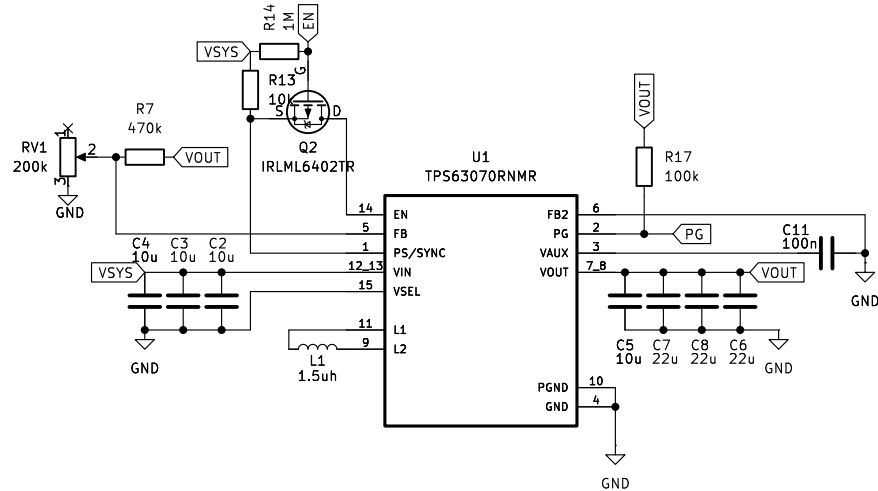 R14
1M
EN
VSYS
R13
10k
G
S
D
Q2
IRLML6402TR
R7
470k
VOUT
RV1
200k
1
2
3
GND
VOUT
R17
100k
PG
U1
TPS63070RNMR
14
EN
5
FB
1
PS/SYNC
12_13
VIN
15
VSEL
11
L1
9
L2
FB2
6
PG
2
VAUX
3
VOUT
7_8
PGND
10
GND
4
C4
10u
C3
10u
C2
10u
VSYS
GND
L1
1.5uh
C11
100n
GND
VOUT
C5
10u
C7
22u
C8
22u
C6
22u
GND
GND